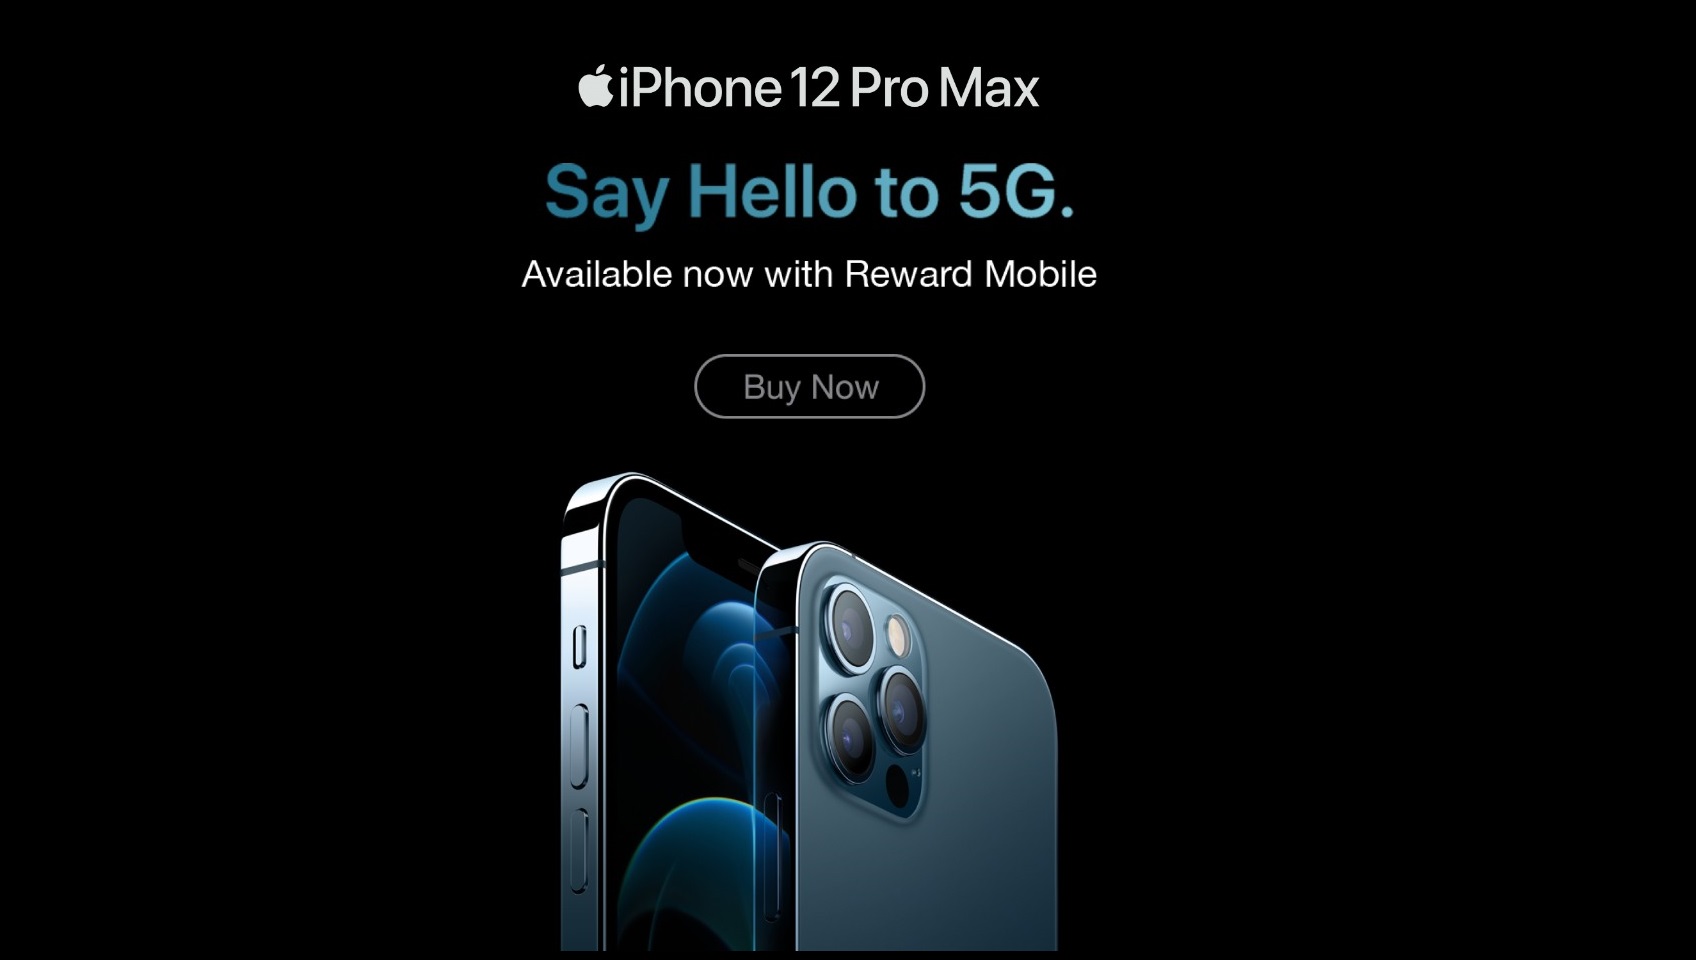 iPhone 12 Pro Max
Say Hello to 5G.
Available now with Reward Mobile
Buy Now